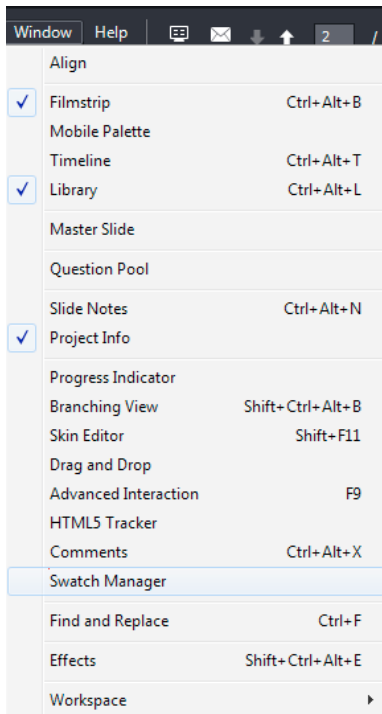 Window Help 2 /
Align
Filmstrip Ctrl+Alt+B
Mobile Palette
Timeline Ctrl+Alt+T
Library Ctrl+Alt+L
Master Slide
Question Pool
Slide Notes Ctrl+Alt+N
Project Info
Progress Indicator
Branching View Shift+Ctrl+Alt+B
Skin Editor Shift+F11
Drag and Drop
Advanced Interaction F9
HTML5 Tracker
Comments Ctrl+Alt+X
Swatch Manager
Find and Replace Ctrl+F
Effects Shift+Ctrl+Alt+E
Workspace